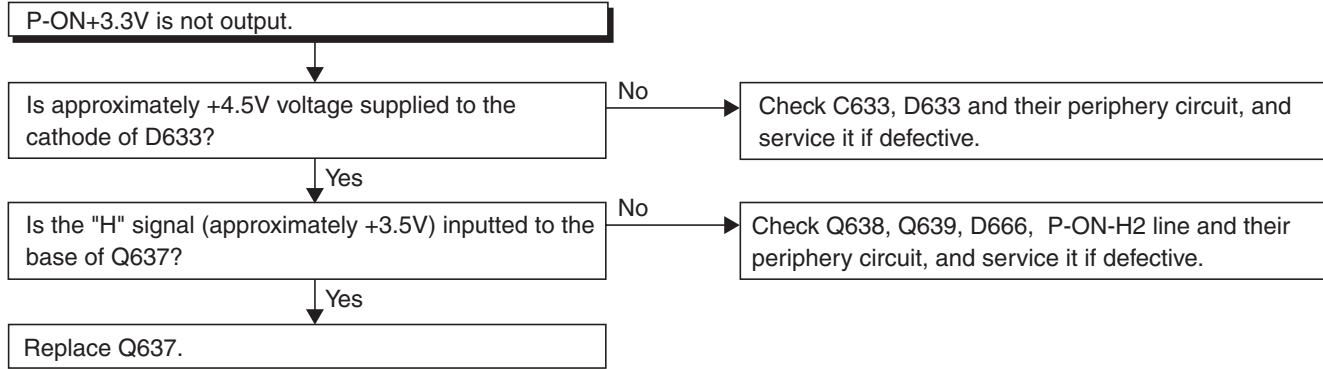 P-ON+3.3V is not output.
Is approximately +4.5V voltage supplied to the
cathode of D633?
No
Check C633, D633 and their periphery circuit, and
service it if defective.
Yes
Is the "H" signal (approximately +3.5V) inputted to the
base of Q637?
No
Check Q638, Q639, D666, P-ON-H2 line and their
periphery circuit, and service it if defective.
Yes
Replace Q637.